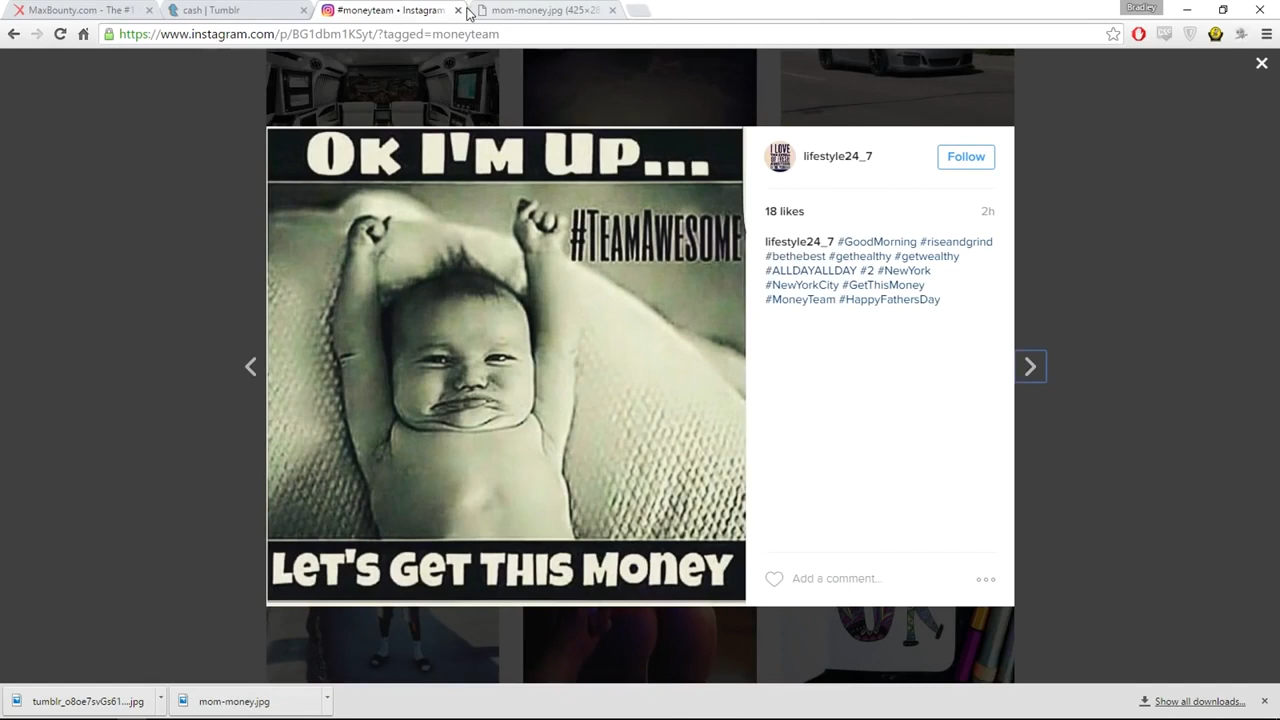 MaxBounty.com - The #1
cash | Tumblr
#moneyteam • Instagram
mom-money.jpg (425×28
Bradley
https://www.instagram.com/p/BG1dbm1KSyt/?tagged=moneyteam
OK I'M UP...
#TEAMAWESOME
LET'S GET THIS MONEY
lifestyle24_7
Follow
18 likes
2h
lifestyle24_7 #GoodMorning #riseandgrind
#bethebest #gethealthy #getwealthy
#ALLDAYALLDAY #2 #NewYork
#NewYorkCity #GetThisMoney
#MoneyTeam #HappyFathersDay
Add a comment...
tumblr_o8oe7svGs61...jpg
mom-money.jpg
Show all downloads...